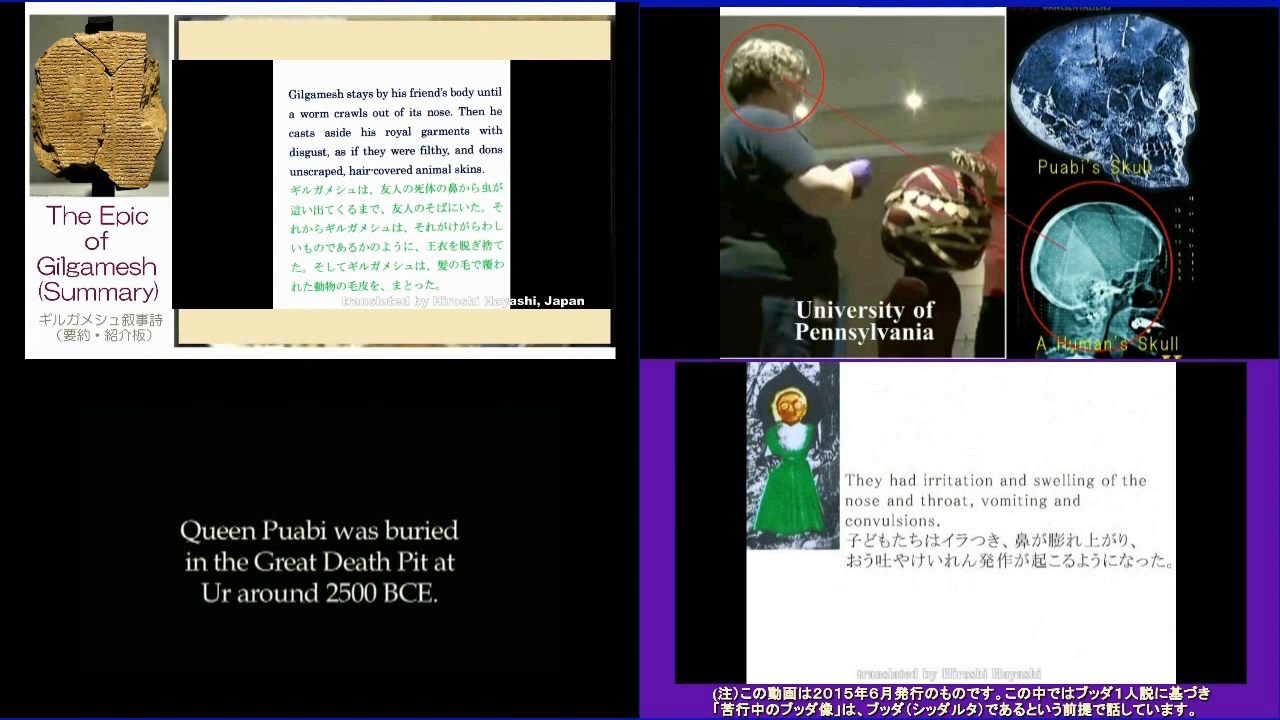 The Epic
of
Gilgamesh
(Summary)
ギルガメシュ叙事詩
(要約・紹介板)
Gilgamesh stays by his friend's body until
a worm crawls out of its nose. Then he
casts aside his royal garments with
disgust, as if they were filthy, and dons
unscraped, hair-covered animal skins.
ギルガメシュは、友人の死体の鼻から虫が
這い出てくるまで、友人のそばにいた。そ
れからギルガメシュは、それがけがらわし
いものであるかのように、王衣を脱ぎ捨て
た。そしてギルガメシュは、髪の毛で覆わ
れた動物の毛皮を、まとった。
translated by Hiroshi Hayashi, Japan
University of
Pennsylvania
Puabi's Skull
A Human's Skull
Queen Puabi was buried
in the Great Death Pit at
Ur around 2500 BCE.
They had irritation and swelling of the
nose and throat, vomiting and
convulsions.
子どもたちはイラつき、鼻が膨れ上がり、
おう吐やけいれん発作が起こるようになった。
translated by Hiroshi Hayashi
(注)この動画は2015年6月発行のものです。この中ではブッダ1人説に基づき
「苦行中のブッダ像」は、ブッダ(シッダルタ)であるという前提で話しています。